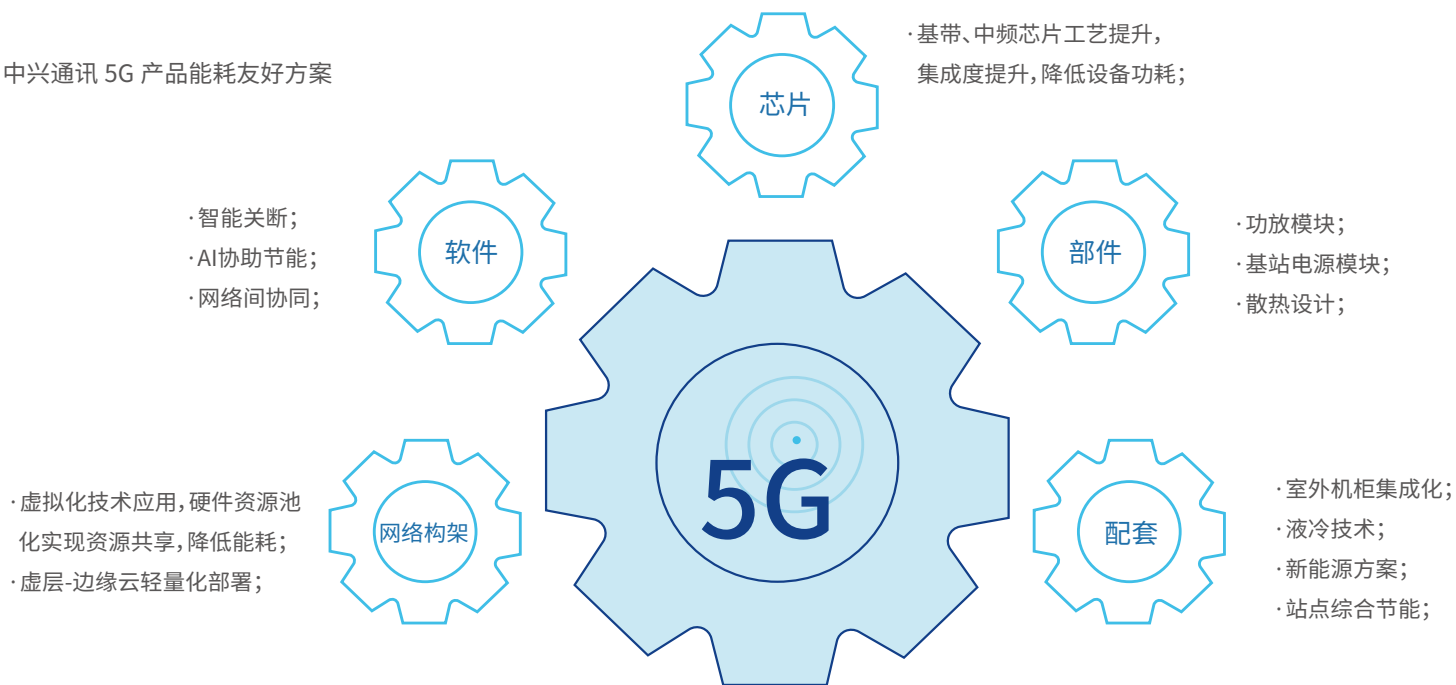 中兴通讯 5G 产品能耗友好方案
芯片
·基带、中频芯片工艺提升，
集成度提升，降低设备功耗；
软件
·智能关断；
·AI协助节能；
·网络间协同；
部件
·功放模块；
·基站电源模块；
·散热设计；
5G
网络构架
·虚拟化技术应用，硬件资源池
化实现资源共享，降低能耗；
·虚层-边缘云轻量化部署；
配套
·室外机柜集成化；
·液冷技术；
·新能源方案；
·站点综合节能；